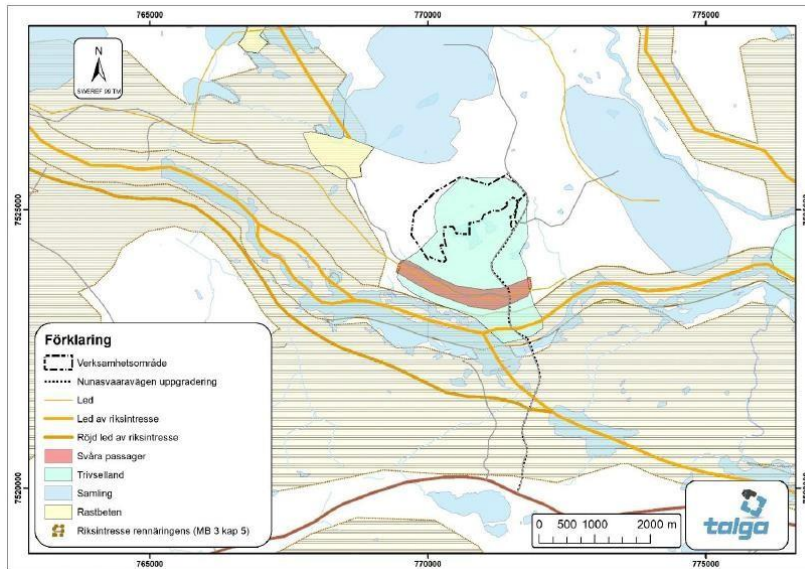 765000 770000 775000
N
SWEREF 99 TM
7525000
7520000
Förklaring
Verksamhetsområde
Nunasvaaravägen uppgradering
Led
Led av riksintresse
Röjd led av riksintresse
Svåra passager
Trivselland
Samling
Rastbeten
Riksintresse rennäringens (MB 3 kap 5)
0 500 1000 2000 m
talga
765000 770000 775000